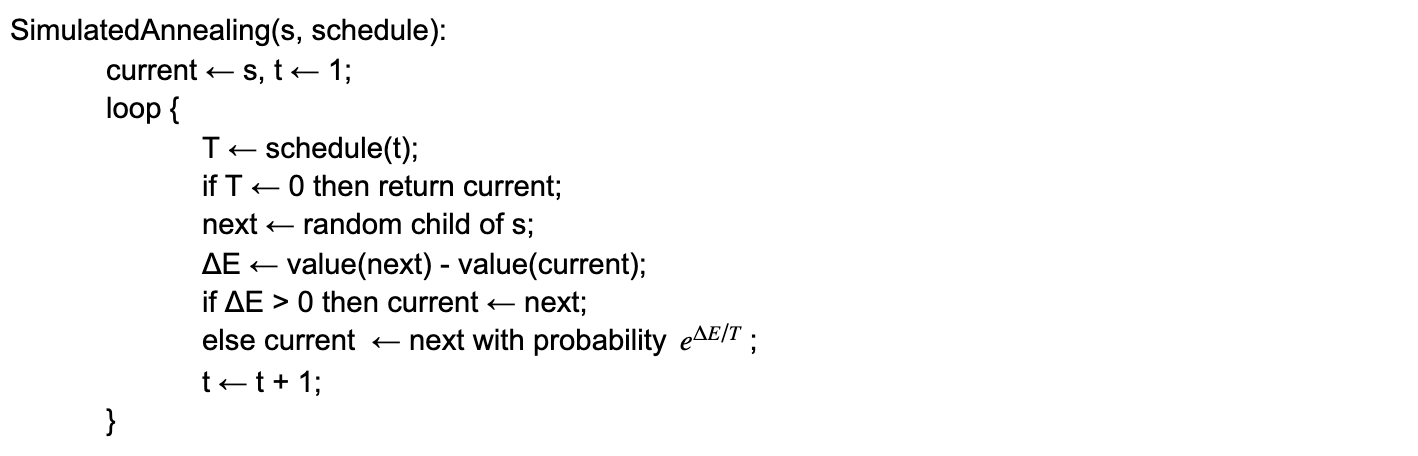 SimulatedAnnealing(s, schedule):
current ← s, t ← 1;
loop {
T ← schedule(t);
if T ← 0 then return current;
next ← random child of s;
ΔE ← value(next) - value(current);
if ΔE > 0 then current ← next;
else current ← next with probability e^{ΔE/T} ;
t ← t + 1;
}